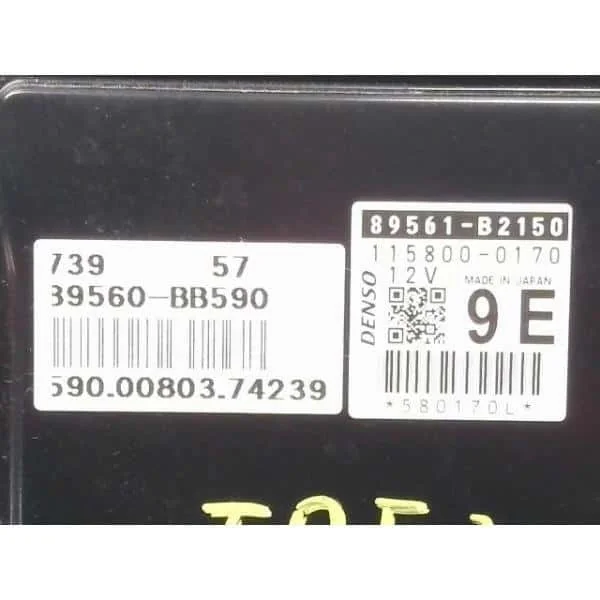 739 57
39560-BB590
590.00803.74239
89561-B2150
115800-0170
12V MADE IN JAPAN
DENSO
9E
*580170L*